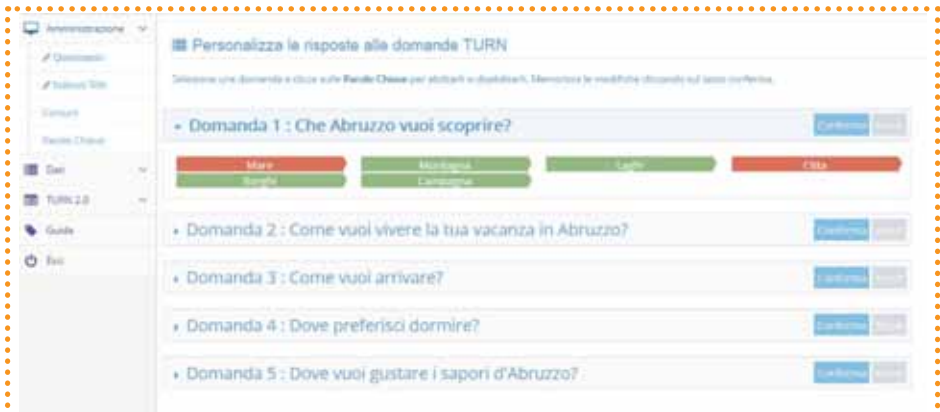 Amministrazione
Comuni
Parole Chiave
Dati
TURN 2.0
Guida
Esci
Personalizza le risposte alle domande TURN
Seleziona una domanda e clicca sulle Parole Chiave per abilitarle o disabilitarle. Memorizza le modifiche cliccando sul tasto conferma.
Domanda 1 : Che Abruzzo vuoi scoprire?
Conferma
Mare Montagna Laghi Città
Borghi Campagna
Domanda 2 : Come vuoi vivere la tua vacanza in Abruzzo?
Conferma
Domanda 3 : Come vuoi arrivare?
Conferma
Domanda 4 : Dove preferisci dormire?
Conferma
Domanda 5 : Dove vuoi gustare i sapori d'Abruzzo?
Conferma